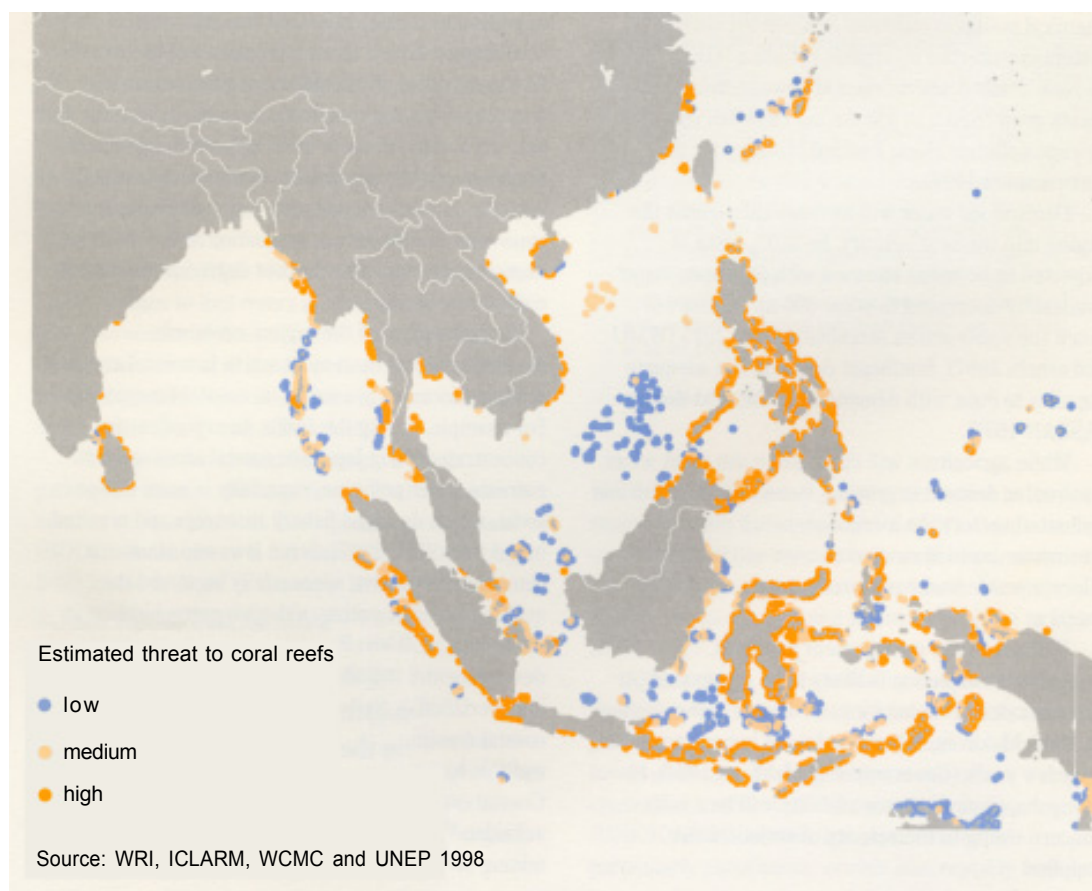 Estimated threat to coral reefs
low
medium
high
Source: WRI, ICLARM, WCMC and UNEP 1998